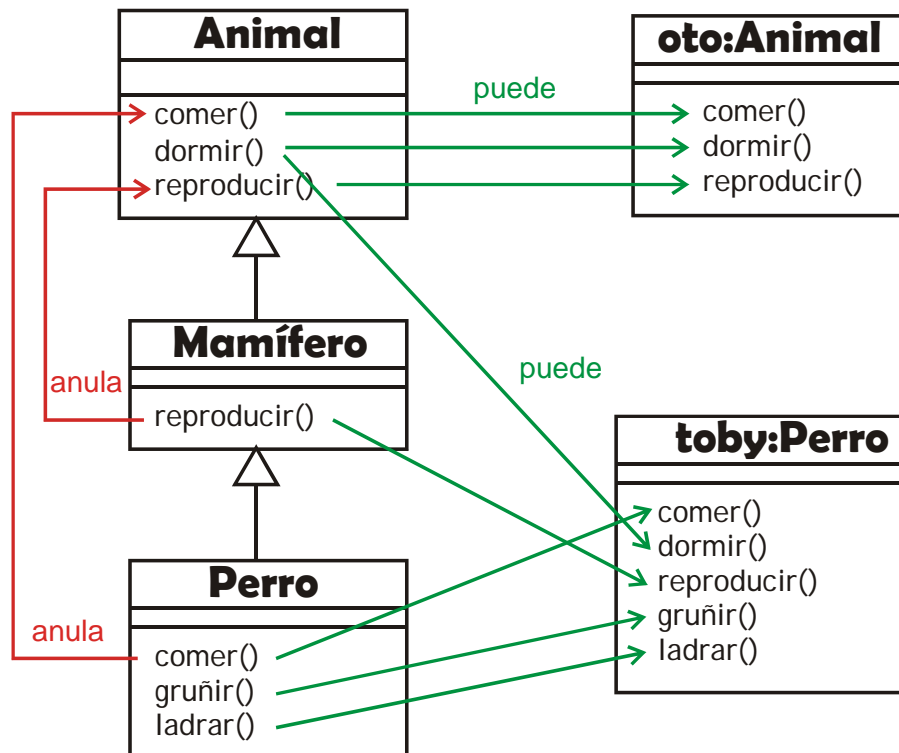 Animal
comer()
dormir()
reproducir()
puede
oto:Animal
comer()
dormir()
reproducir()
Mamífero
reproducir()
anula
puede
toby:Perro
comer()
dormir()
reproducir()
gruñir()
ladrar()
Perro
comer()
gruñir()
ladrar()
anula